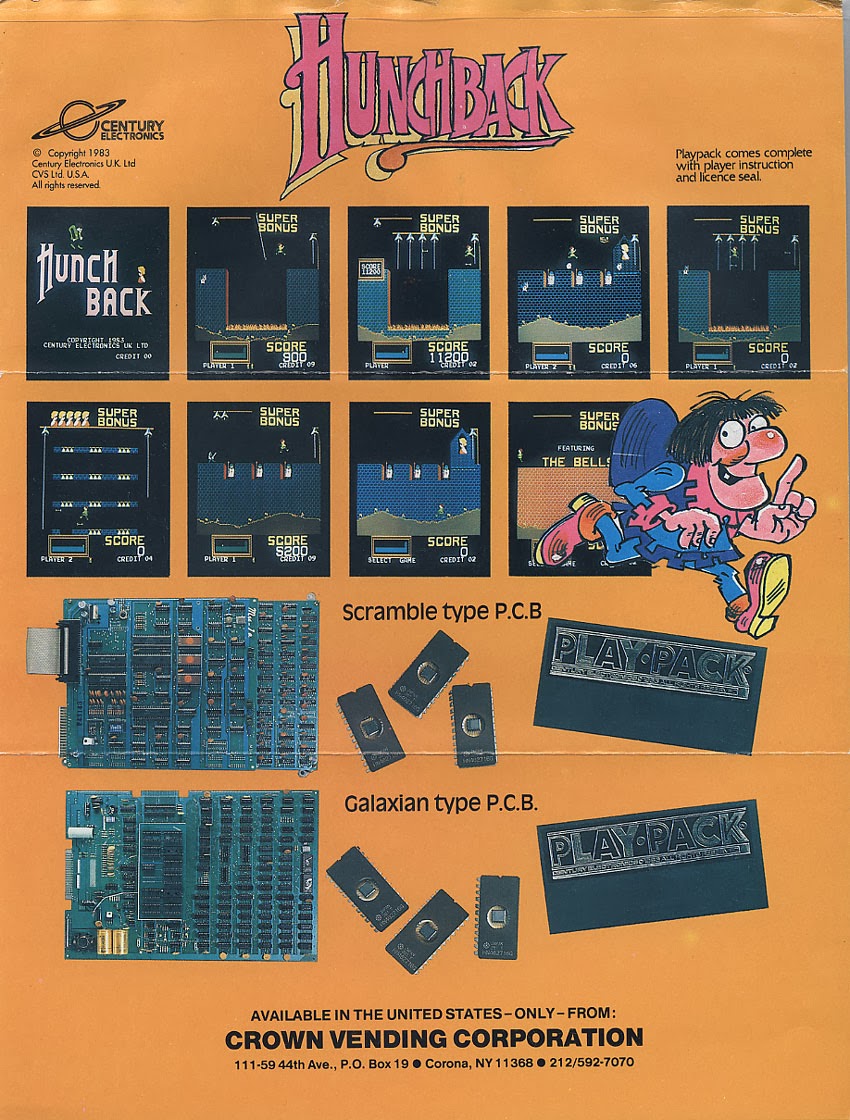 HUNCHBACK
CENTURY
ELECTRONICS
© Copyright 1983
Century Electronics U.K. Ltd
CVS Ltd. U.S.A.
All rights reserved.
Playpack comes complete
with player instruction
and licence seal.
HUNCH
BACK
COPYRIGHT 1983
CENTURY ELECTRONICS UK LTD
CREDIT 00
SUPER
BONUS
SCORE
800
PLAYER 1
CREDIT 09
SUPER
BONUS
SCORE
11200
SCORE
11200
PLAYER 1
CREDIT 02
SUPER
BONUS
SCORE
0
PLAYER 2
CREDIT 06
SUPER
BONUS
SCORE
0
PLAYER 1
CREDIT 02
SUPER
BONUS
SCORE
0
PLAYER 2
CREDIT 04
SUPER
BONUS
SCORE
5200
PLAYER 1
CREDIT 09
SUPER
BONUS
SCORE
0
SELECT GAME
CREDIT 02
SUPER
BONUS
FEATURING
THE BELLS
Scramble type P.C.B
PLAY·PACK
Galaxian type P.C.B.
PLAY·PACK
AVAILABLE IN THE UNITED STATES – ONLY – FROM:
CROWN VENDING CORPORATION
111-59 44th Ave., P.O. Box 19 ● Corona, NY 11368 ● 212/592-7070